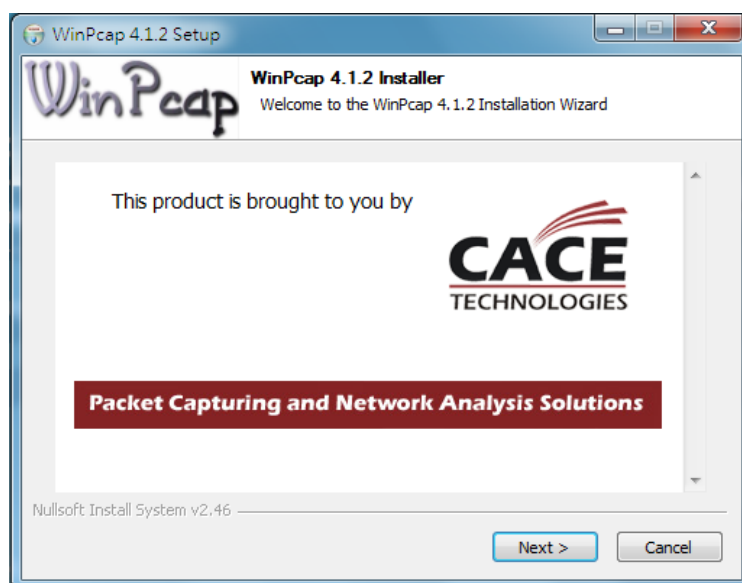 WinPcap 4.1.2 Setup
WinPcap
WinPcap 4.1.2 Installer
Welcome to the WinPcap 4.1.2 Installation Wizard
This product is brought to you by
CACE
TECHNOLOGIES
Packet Capturing and Network Analysis Solutions
Nullsoft Install System v2.46
Next >
Cancel